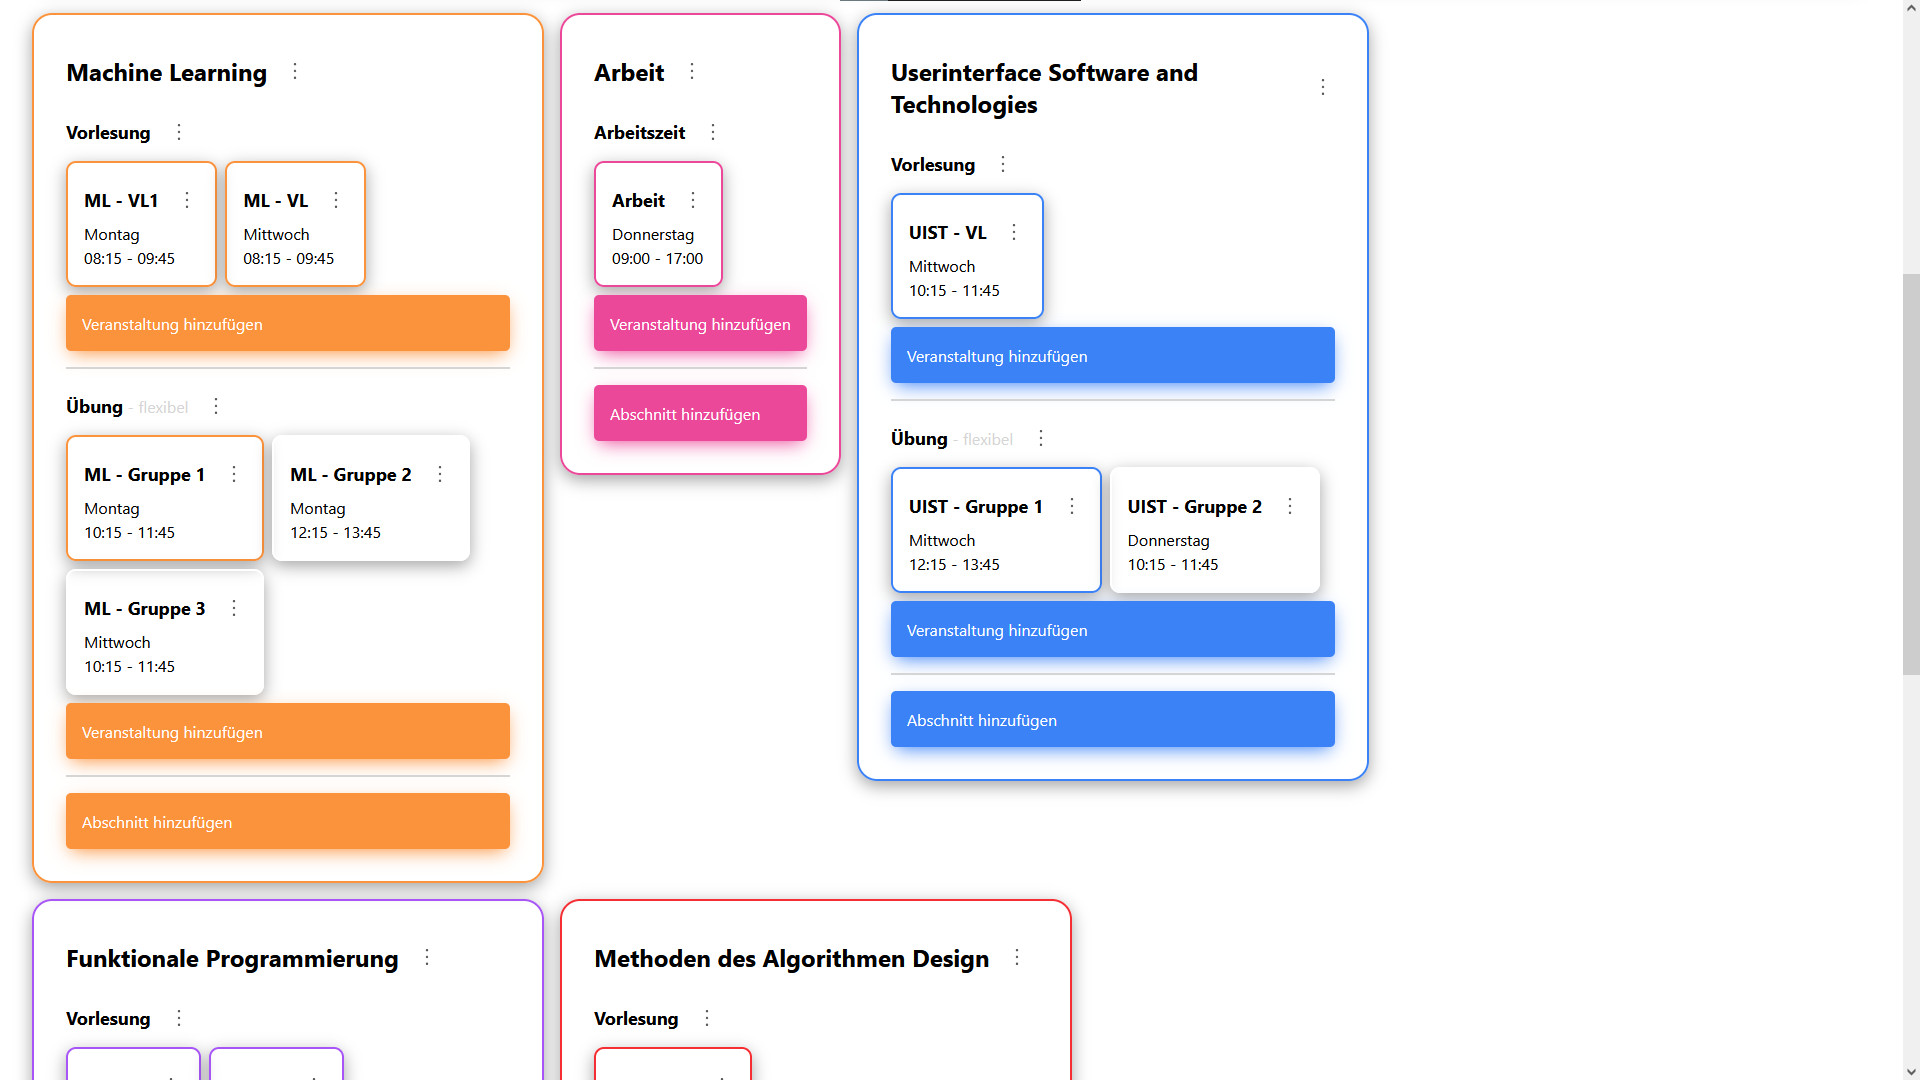 Machine Learning
Vorlesung
ML - VL1
Montag
08:15 - 09:45
ML - VL
Mittwoch
08:15 - 09:45
Veranstaltung hinzufügen
Übung - flexibel
ML - Gruppe 1
Montag
10:15 - 11:45
ML - Gruppe 2
Montag
12:15 - 13:45
ML - Gruppe 3
Mittwoch
10:15 - 11:45
Veranstaltung hinzufügen
Abschnitt hinzufügen
Arbeit
Arbeitszeit
Arbeit
Donnerstag
09:00 - 17:00
Veranstaltung hinzufügen
Abschnitt hinzufügen
Userinterface Software and
Technologies
Vorlesung
UIST - VL
Mittwoch
10:15 - 11:45
Veranstaltung hinzufügen
Übung - flexibel
UIST - Gruppe 1
Mittwoch
12:15 - 13:45
UIST - Gruppe 2
Donnerstag
10:15 - 11:45
Veranstaltung hinzufügen
Abschnitt hinzufügen
Funktionale Programmierung
Vorlesung
Methoden des Algorithmen Design
Vorlesung